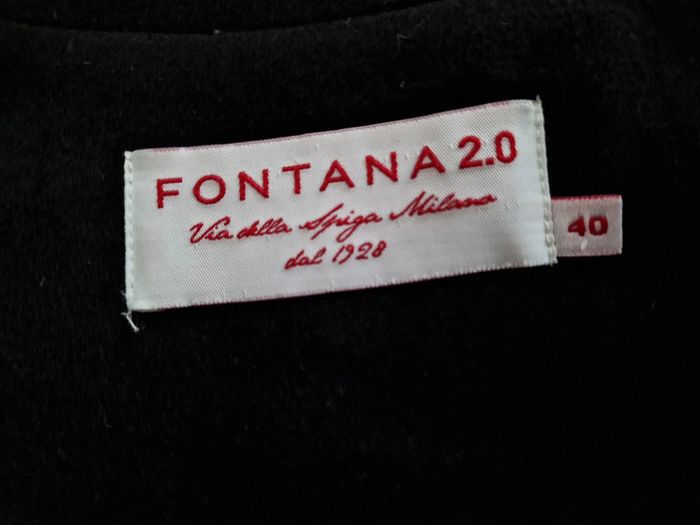 FONTANA 2.0
Via della Spiga Milano
dal 1928
40